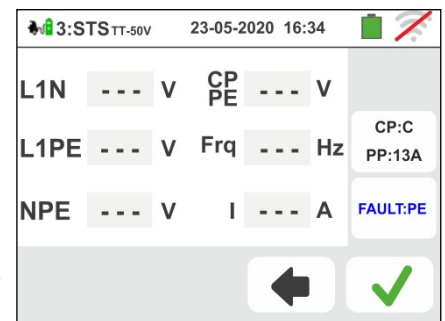 3:STS TT-50V 23-05-2020 16:34
L1N - - - V CP PE - - - V
L1PE - - - V Frq - - - Hz
NPE - - - V I - - - A
CP:C
PP:13A
FAULT:PE